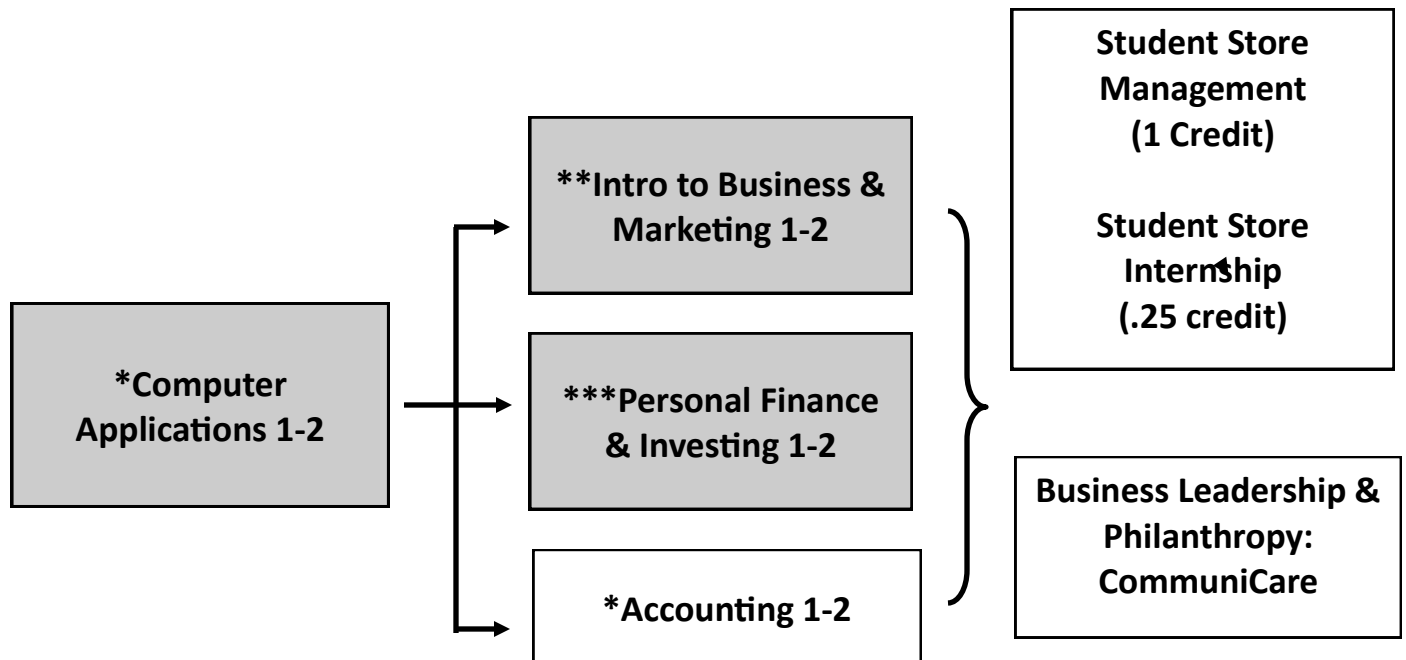 *Computer
Applications 1-2
**Intro to Business &
Marketing 1-2
***Personal Finance
& Investing 1-2
*Accounting 1-2
Student Store
Management
(1 Credit)
Student Store
Internship
(.25 credit)
Business Leadership &
Philanthropy:
CommuniCare